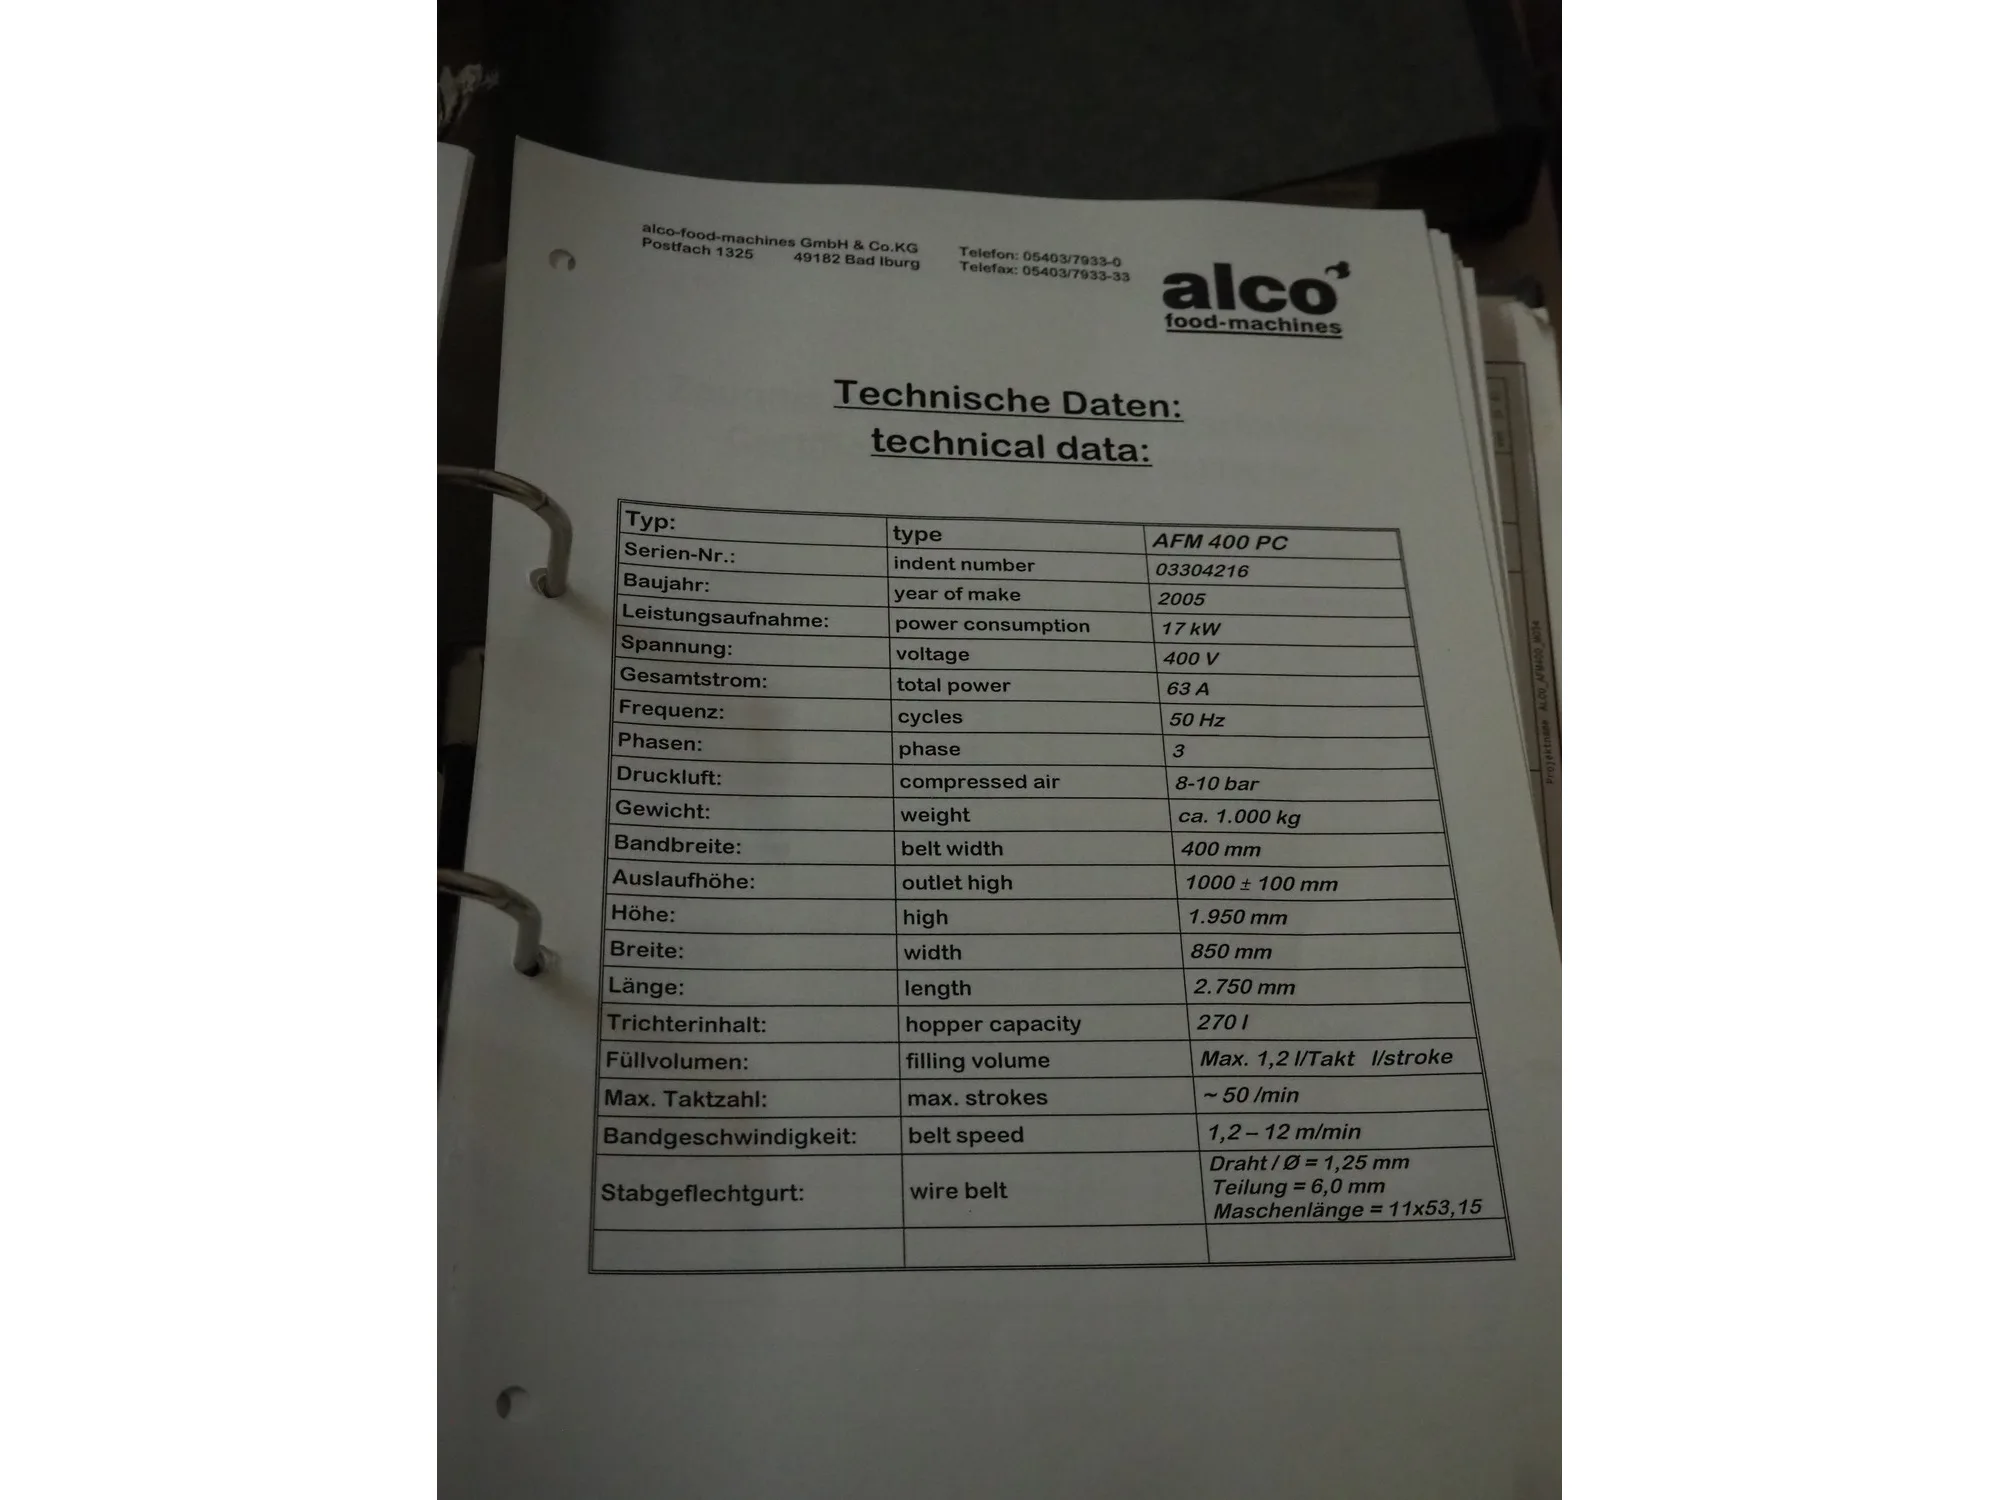 alco-food-machines GmbH & Co.KG
Postfach 1325 49182 Bad Iburg
Telefon: 05403/7933-0
Telefax: 05403/7933-33
alco
food-machines
Technische Daten:
technical data:
Typ: type AFM 400 PC
Serien-Nr.: indent number 03304216
Baujahr: year of make 2005
Leistungsaufnahme: power consumption 17 kW
Spannung: voltage 400 V
Gesamtstrom: total power 63 A
Frequenz: cycles 50 Hz
Phasen: phase 3
Druckluft: compressed air 8-10 bar
Gewicht: weight ca. 1.000 kg
Bandbreite: belt width 400 mm
Auslaufhöhe: outlet high 1000 ± 100 mm
Höhe: high 1.950 mm
Breite: width 850 mm
Länge: length 2.750 mm
Trichterinhalt: hopper capacity 270 l
Füllvolumen: filling volume Max. 1,2 l/Takt l/stroke
Max. Taktzahl: max. strokes ~ 50 /min
Bandgeschwindigkeit: belt speed 1,2 – 12 m/min
Stabgeflechtgurt: wire belt Draht / Ø = 1,25 mm
Teilung = 6,0 mm
Maschenlänge = 11x53,15
Projektname